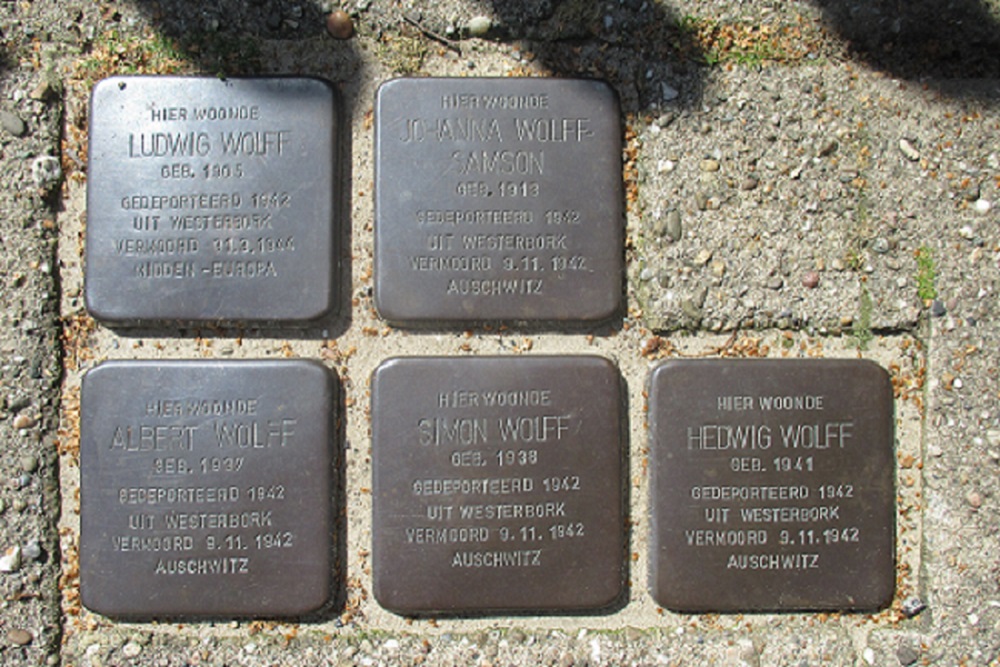 HIER WOONDE
LUDWIG WOLFF
GEB. 1905
GEDEPORTEERD 1942
UIT WESTERBORK
VERMOORD 31.3.1944
MIDDEN-EUROPA
HIER WOONDE
JOHANNA WOLFF-
SAMSON
GEB. 1913
GEDEPORTEERD 1942
UIT WESTERBORK
VERMOORD 9.11.1942
AUSCHWITZ
HIER WOONDE
ALBERT WOLFF
GEB. 1937
GEDEPORTEERD 1942
UIT WESTERBORK
VERMOORD 9.11.1942
AUSCHWITZ
HIER WOONDE
SIMON WOLFF
GEB. 1938
GEDEPORTEERD 1942
UIT WESTERBORK
VERMOORD 9.11.1942
AUSCHWITZ
HIER WOONDE
HEDWIG WOLFF
GEB. 1941
GEDEPORTEERD 1942
UIT WESTERBORK
VERMOORD 9.11.1942
AUSCHWITZ